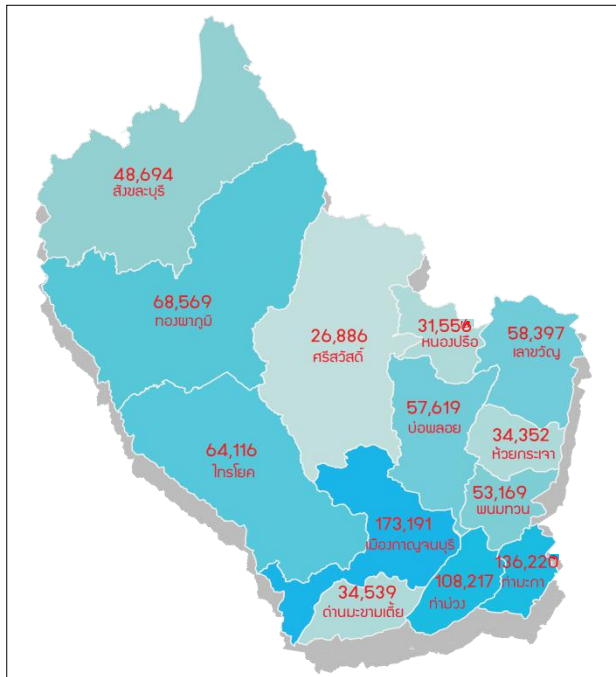 48,694
สังขละบุรี
68,569
ทองผาภูมิ
26,886
ศรีสวัสดิ์
31,556
หนองปรือ
58,397
เลาขวัญ
57,619
บ่อพลอย
34,352
ห้วยกระเจา
64,116
ไทรโยค
53,169
พนมทวน
173,191
เมืองกาญจนบุรี
136,220
ท่ามะกา
108,217
ท่าม่วง
34,539
ด่านมะขามเตี้ย